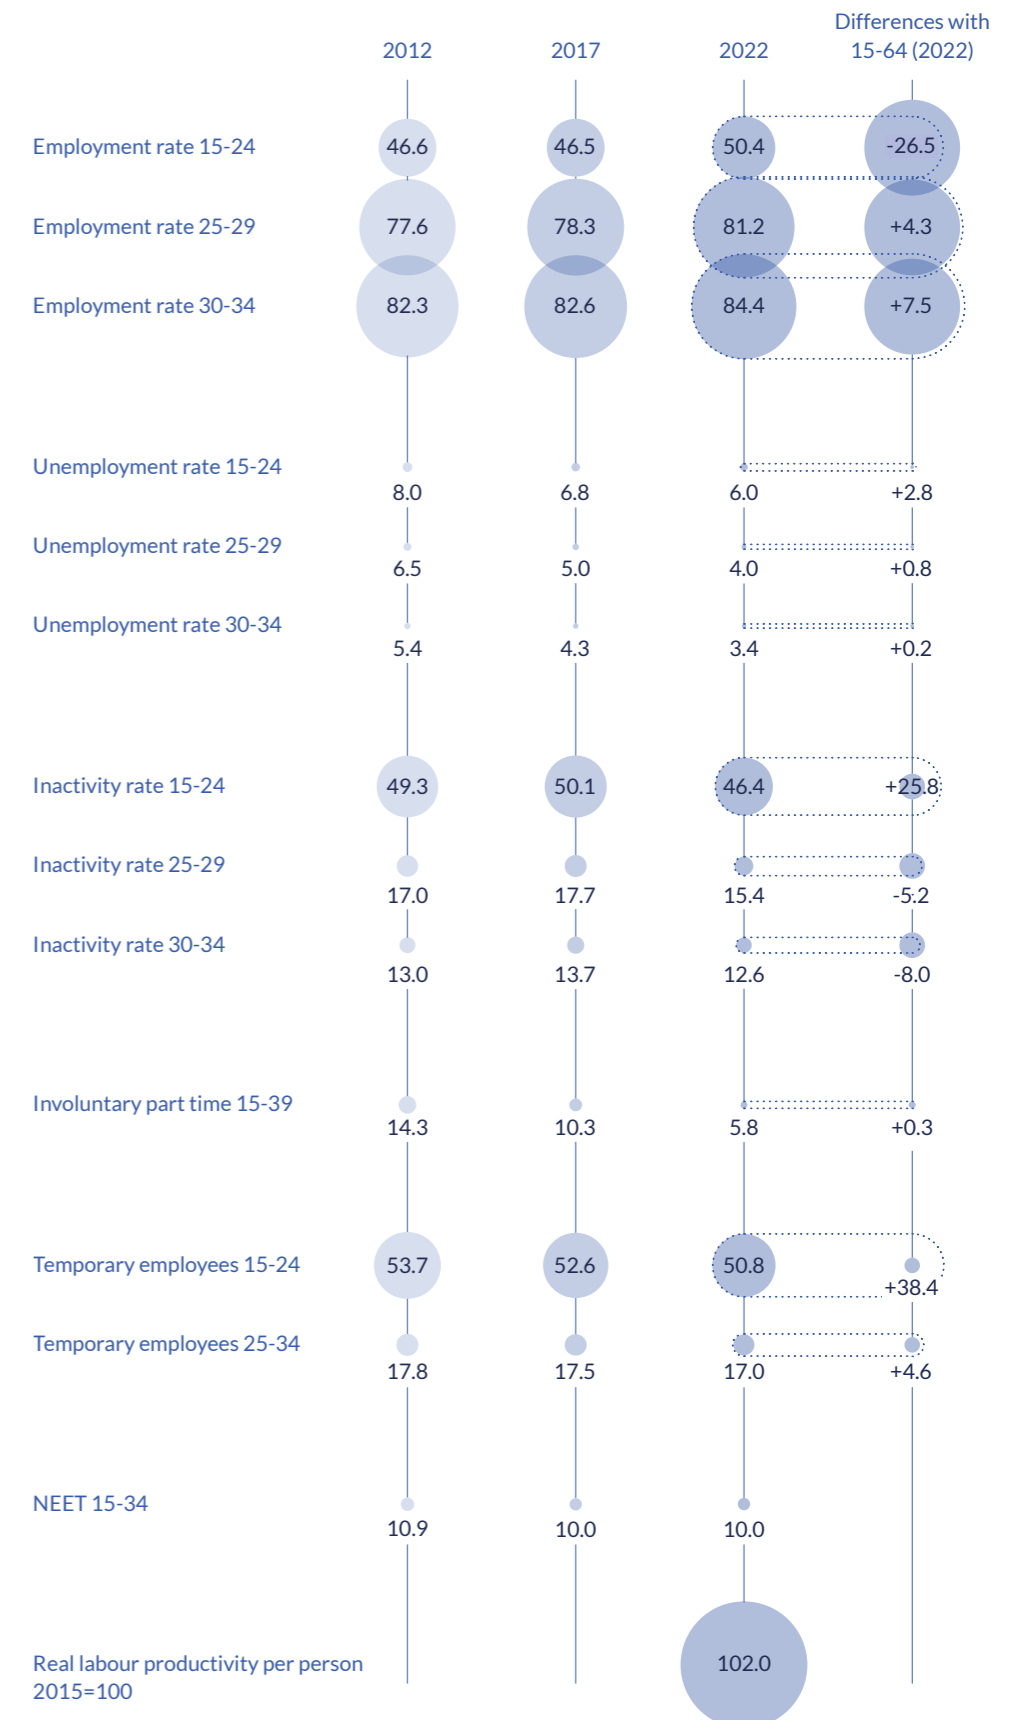 Differences with
2012 2017 2022 15-64 (2022)
Employment rate 15-24 46.6 46.5 50.4 -26.5
Employment rate 25-29 77.6 78.3 81.2 +4.3
Employment rate 30-34 82.3 82.6 84.4 +7.5
Unemployment rate 15-24
8.0 6.8 6.0 +2.8
Unemployment rate 25-29
6.5 5.0 4.0 +0.8
Unemployment rate 30-34
5.4 4.3 3.4 +0.2
Inactivity rate 15-24 49.3 50.1 46.4 +25.8
Inactivity rate 25-29
17.0 17.7 15.4 -5.2
Inactivity rate 30-34
13.0 13.7 12.6 -8.0
Involuntary part time 15-39
14.3 10.3 5.8 +0.3
Temporary employees 15-24 53.7 52.6 50.8
+38.4
Temporary employees 25-34
17.8 17.5 17.0 +4.6
NEET 15-34
10.9 10.0 10.0
Real labour productivity per person 102.0
2015=100